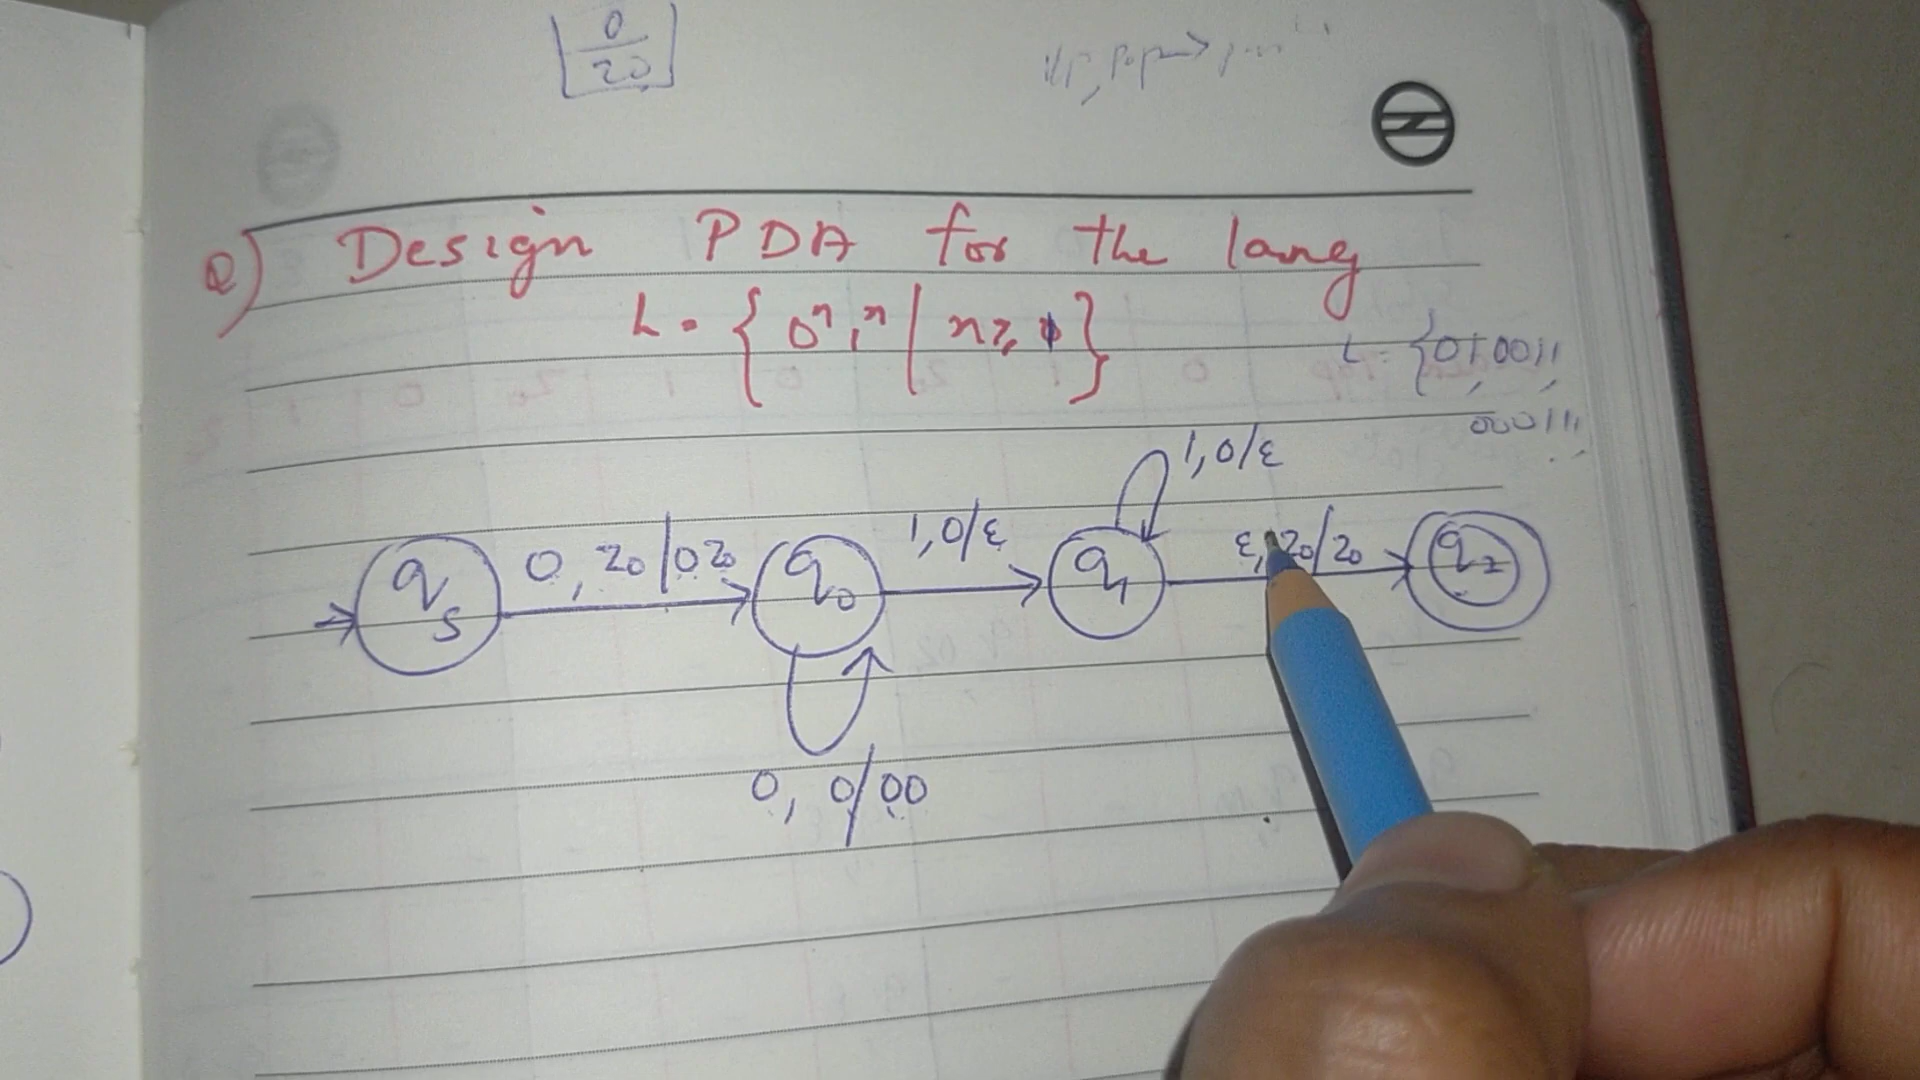 0
z0
Q) Design PDA for the lang
L = {0ⁿ1ⁿ | n ≥ 1}
L = {01, 0011,
000111,
1,0/ε
0, z0/0z0
1,0/ε
ε, z0/z0
qs
q0
q1
q2
0, 0/00